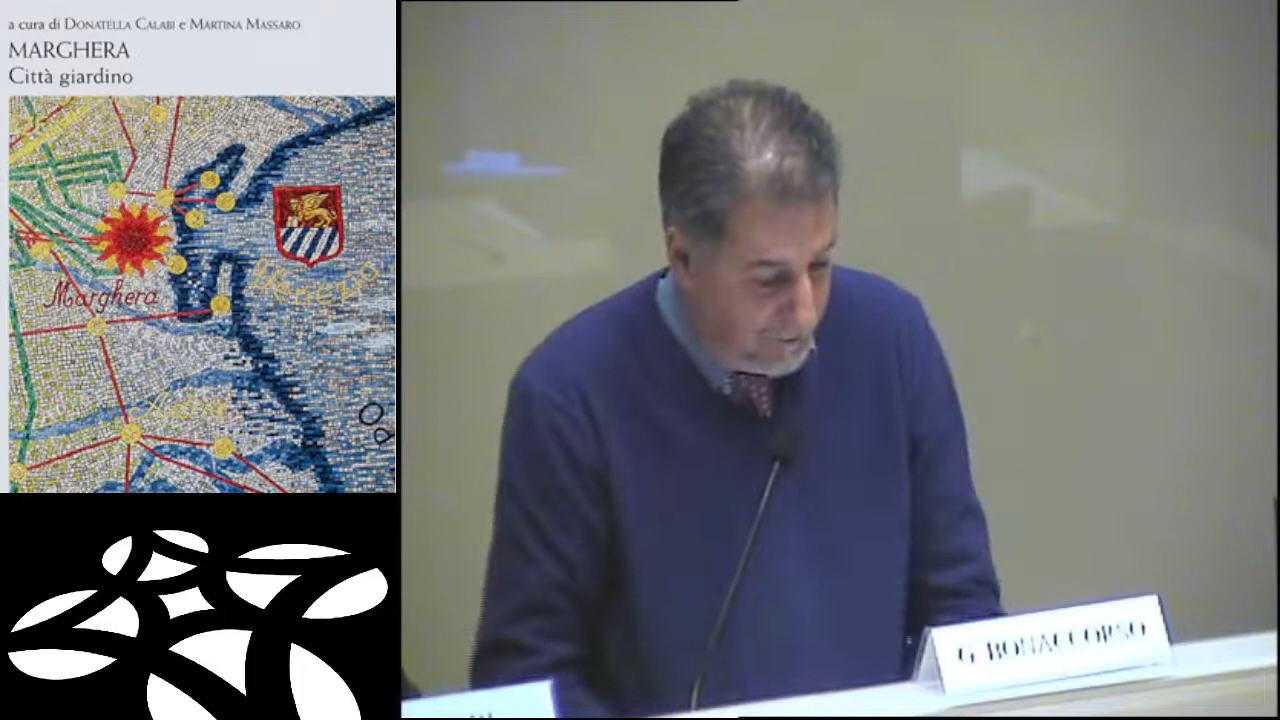 a cura di DONATELLA CALABI e MARTINA MASSARO
MARGHERA
Città giardino
Marghera
Venezia
G. BONACCORSO